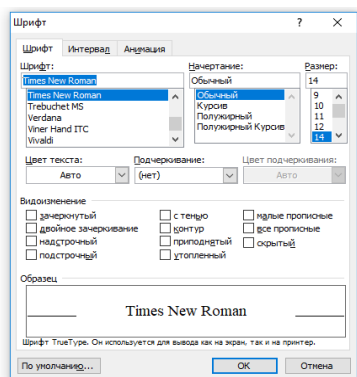 Шрифт ? ×
Шрифт Интервал Анимация
Шрифт: Начертание: Размер:
Times New Roman Обычный 14
Times New Roman Обычный 9
Trebuchet MS Курсив 10
Verdana Полужирный 11
Viner Hand ITC Полужирный Курсив 12
Vivaldi 14
Цвет текста: Подчеркивание: Цвет подчеркивания:
Авто (нет) Авто
Видоизменение
зачеркнутый с тенью малые прописные
двойное зачеркивание контур все прописные
надстрочный приподнятый скрытый
подстрочный утопленный
Образец
Times New Roman
Шрифт TrueType. Он используется для вывода как на экран, так и на принтер.
По умолчанию... ОК Отмена